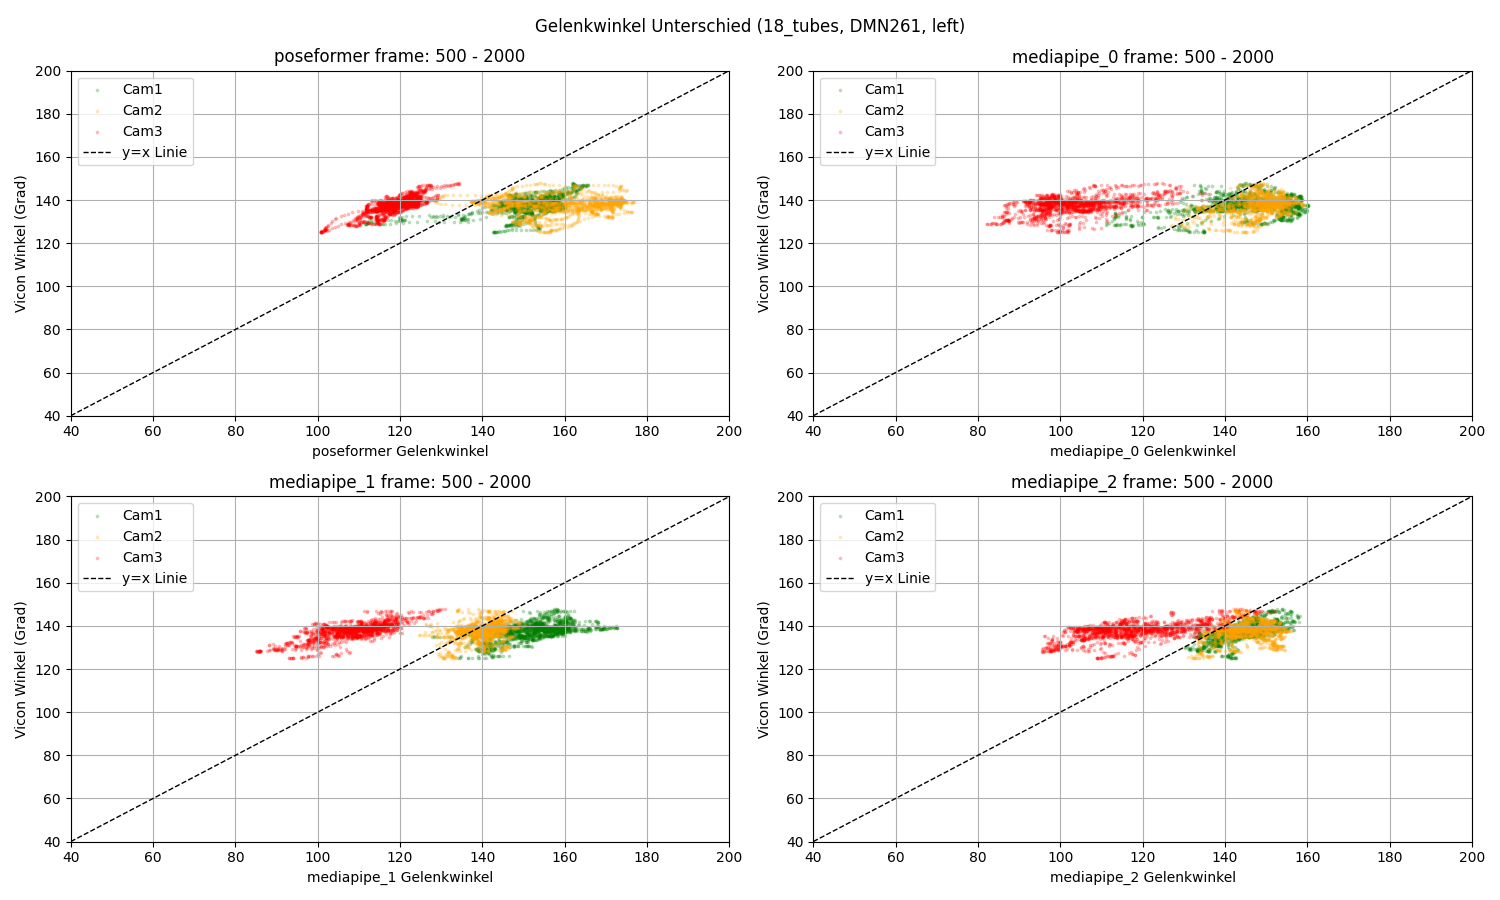 Gelenkwinkel Unterschied (18_tubes, DMN261, left)
poseformer frame: 500 - 2000
200
180
160
140
120
100
80
60
40
Vicon Winkel (Grad)
Cam1
Cam2
Cam3
y=x Linie
40 60 80 100 120 140 160 180 200
poseformer Gelenkwinkel
mediapipe_0 frame: 500 - 2000
200
180
160
140
120
100
80
60
40
Vicon Winkel (Grad)
Cam1
Cam2
Cam3
y=x Linie
40 60 80 100 120 140 160 180 200
mediapipe_0 Gelenkwinkel
mediapipe_1 frame: 500 - 2000
200
180
160
140
120
100
80
60
40
Vicon Winkel (Grad)
Cam1
Cam2
Cam3
y=x Linie
40 60 80 100 120 140 160 180 200
mediapipe_1 Gelenkwinkel
mediapipe_2 frame: 500 - 2000
200
180
160
140
120
100
80
60
40
Vicon Winkel (Grad)
Cam1
Cam2
Cam3
y=x Linie
40 60 80 100 120 140 160 180 200
mediapipe_2 Gelenkwinkel